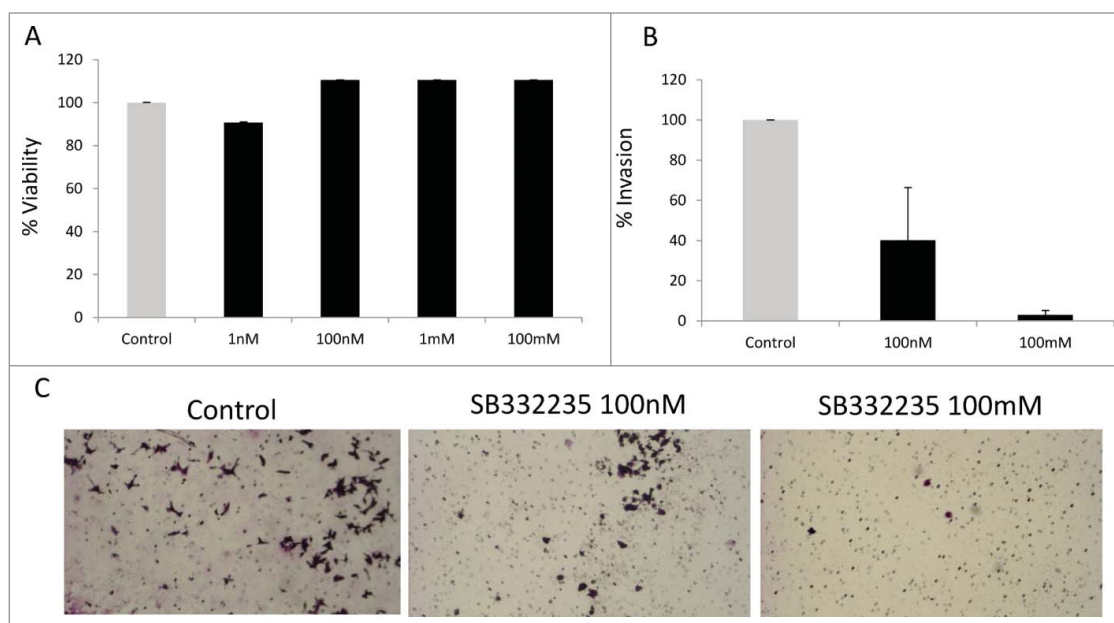 A
% Viability
120
100
80
60
40
20
0
Control 1nM 100nM 1mM 100mM
B
% Invasion
120
100
80
60
40
20
0
Control 100nM 100mM
C
Control SB332235 100nM SB332235 100mM